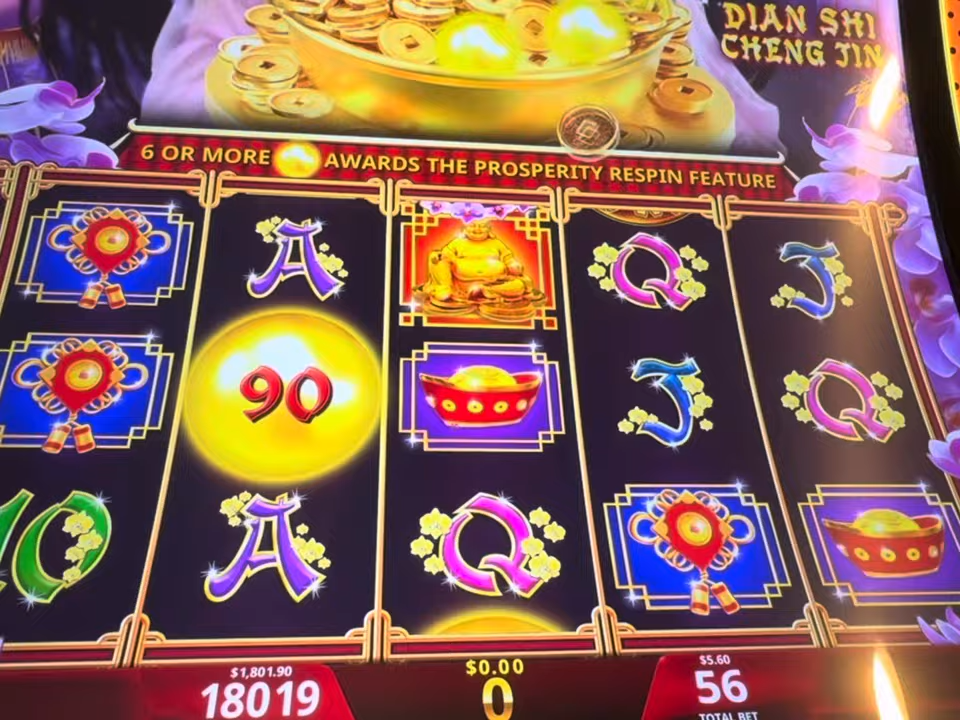 DIAN SHI
CHENG JIN
6 OR MORE AWARDS THE PROSPERITY RESPIN FEATURE
A Q J
90 J Q
10 A Q
$1,801.90 $0.00 $5.60
18019 0 56
TOTAL BET